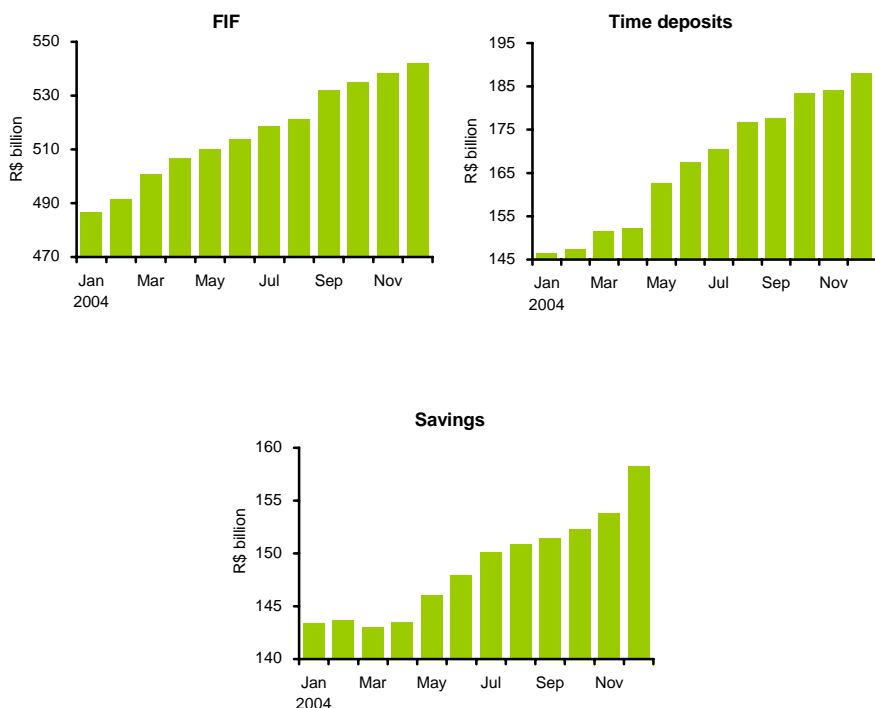 FIF
550
530
510
490
470
R$ billion
Jan Mar May Jul Sep Nov
2004
Time deposits
195
185
175
165
155
145
R$ billion
Jan Mar May Jul Sep Nov
2004
Savings
160
155
150
145
140
R$ billion
Jan Mar May Jul Sep Nov
2004